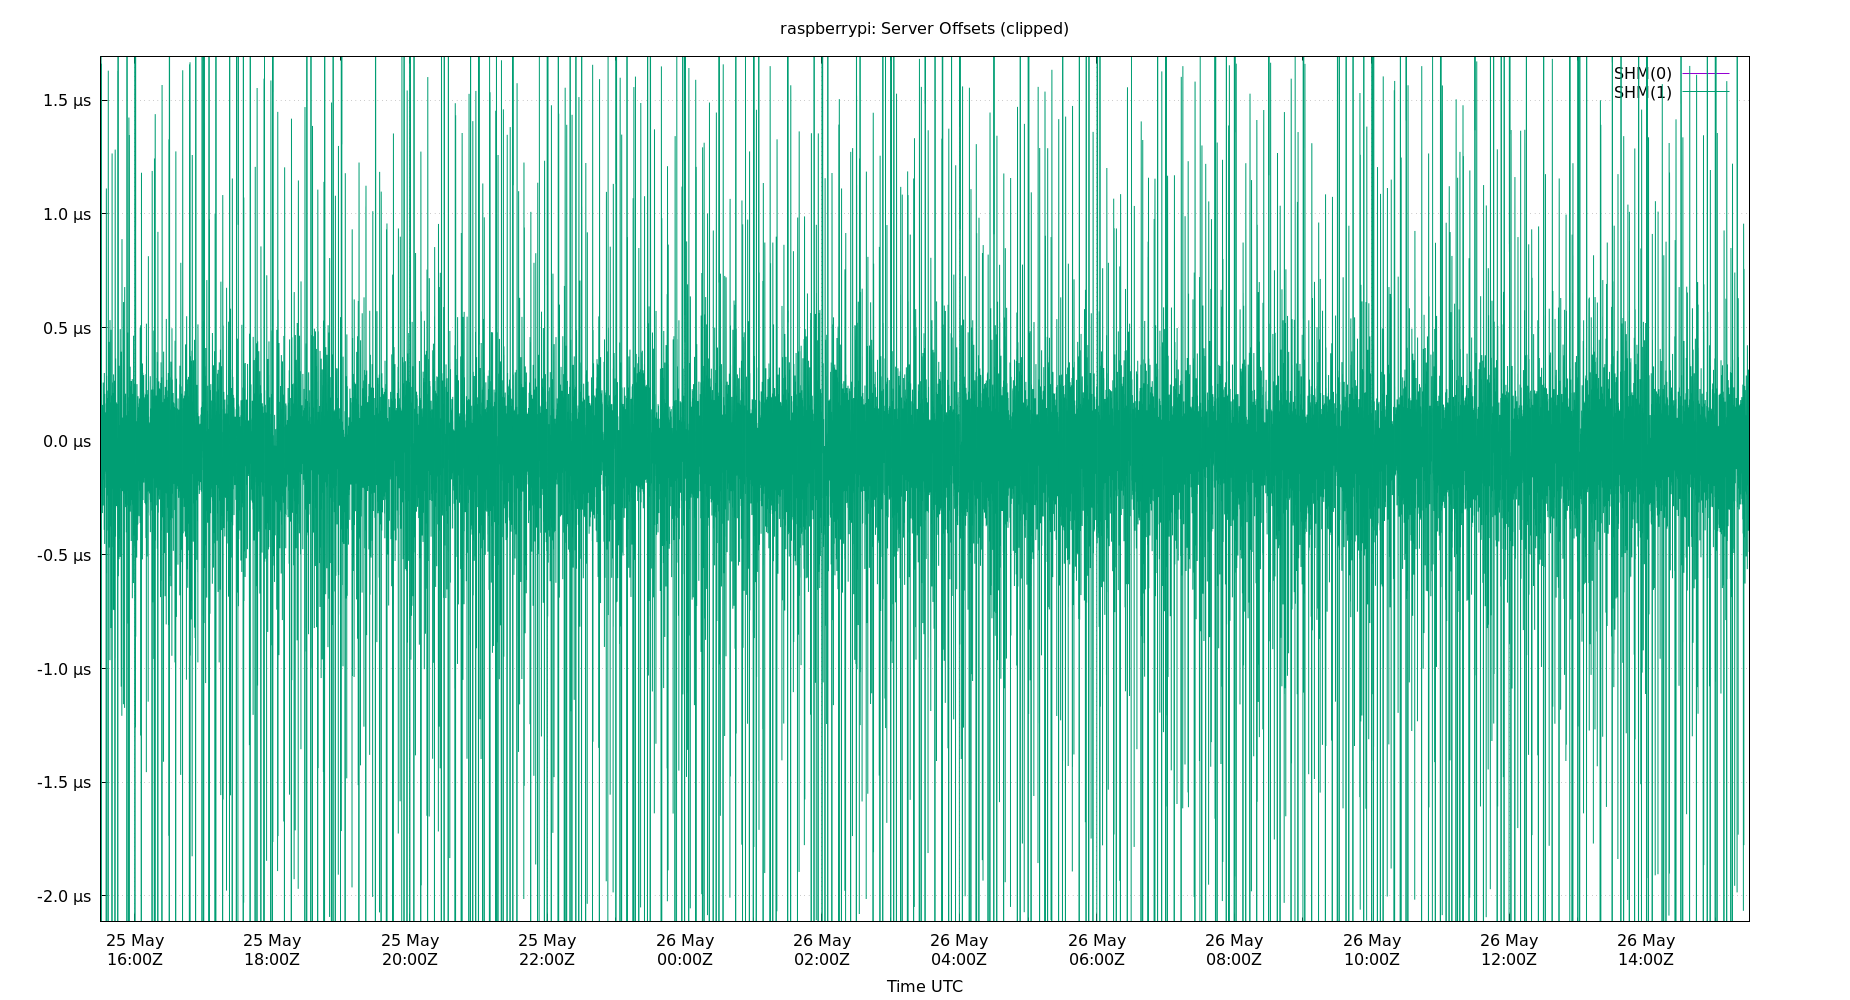 raspberrypi: Server Offsets (clipped)
SHM(0)
SHM(1)
1.5 µs
1.0 µs
0.5 µs
0.0 µs
-0.5 µs
-1.0 µs
-1.5 µs
-2.0 µs
25 May 25 May 25 May 25 May 26 May 26 May 26 May 26 May 26 May 26 May 26 May 26 May
16:00Z 18:00Z 20:00Z 22:00Z 00:00Z 02:00Z 04:00Z 06:00Z 08:00Z 10:00Z 12:00Z 14:00Z
Time UTC